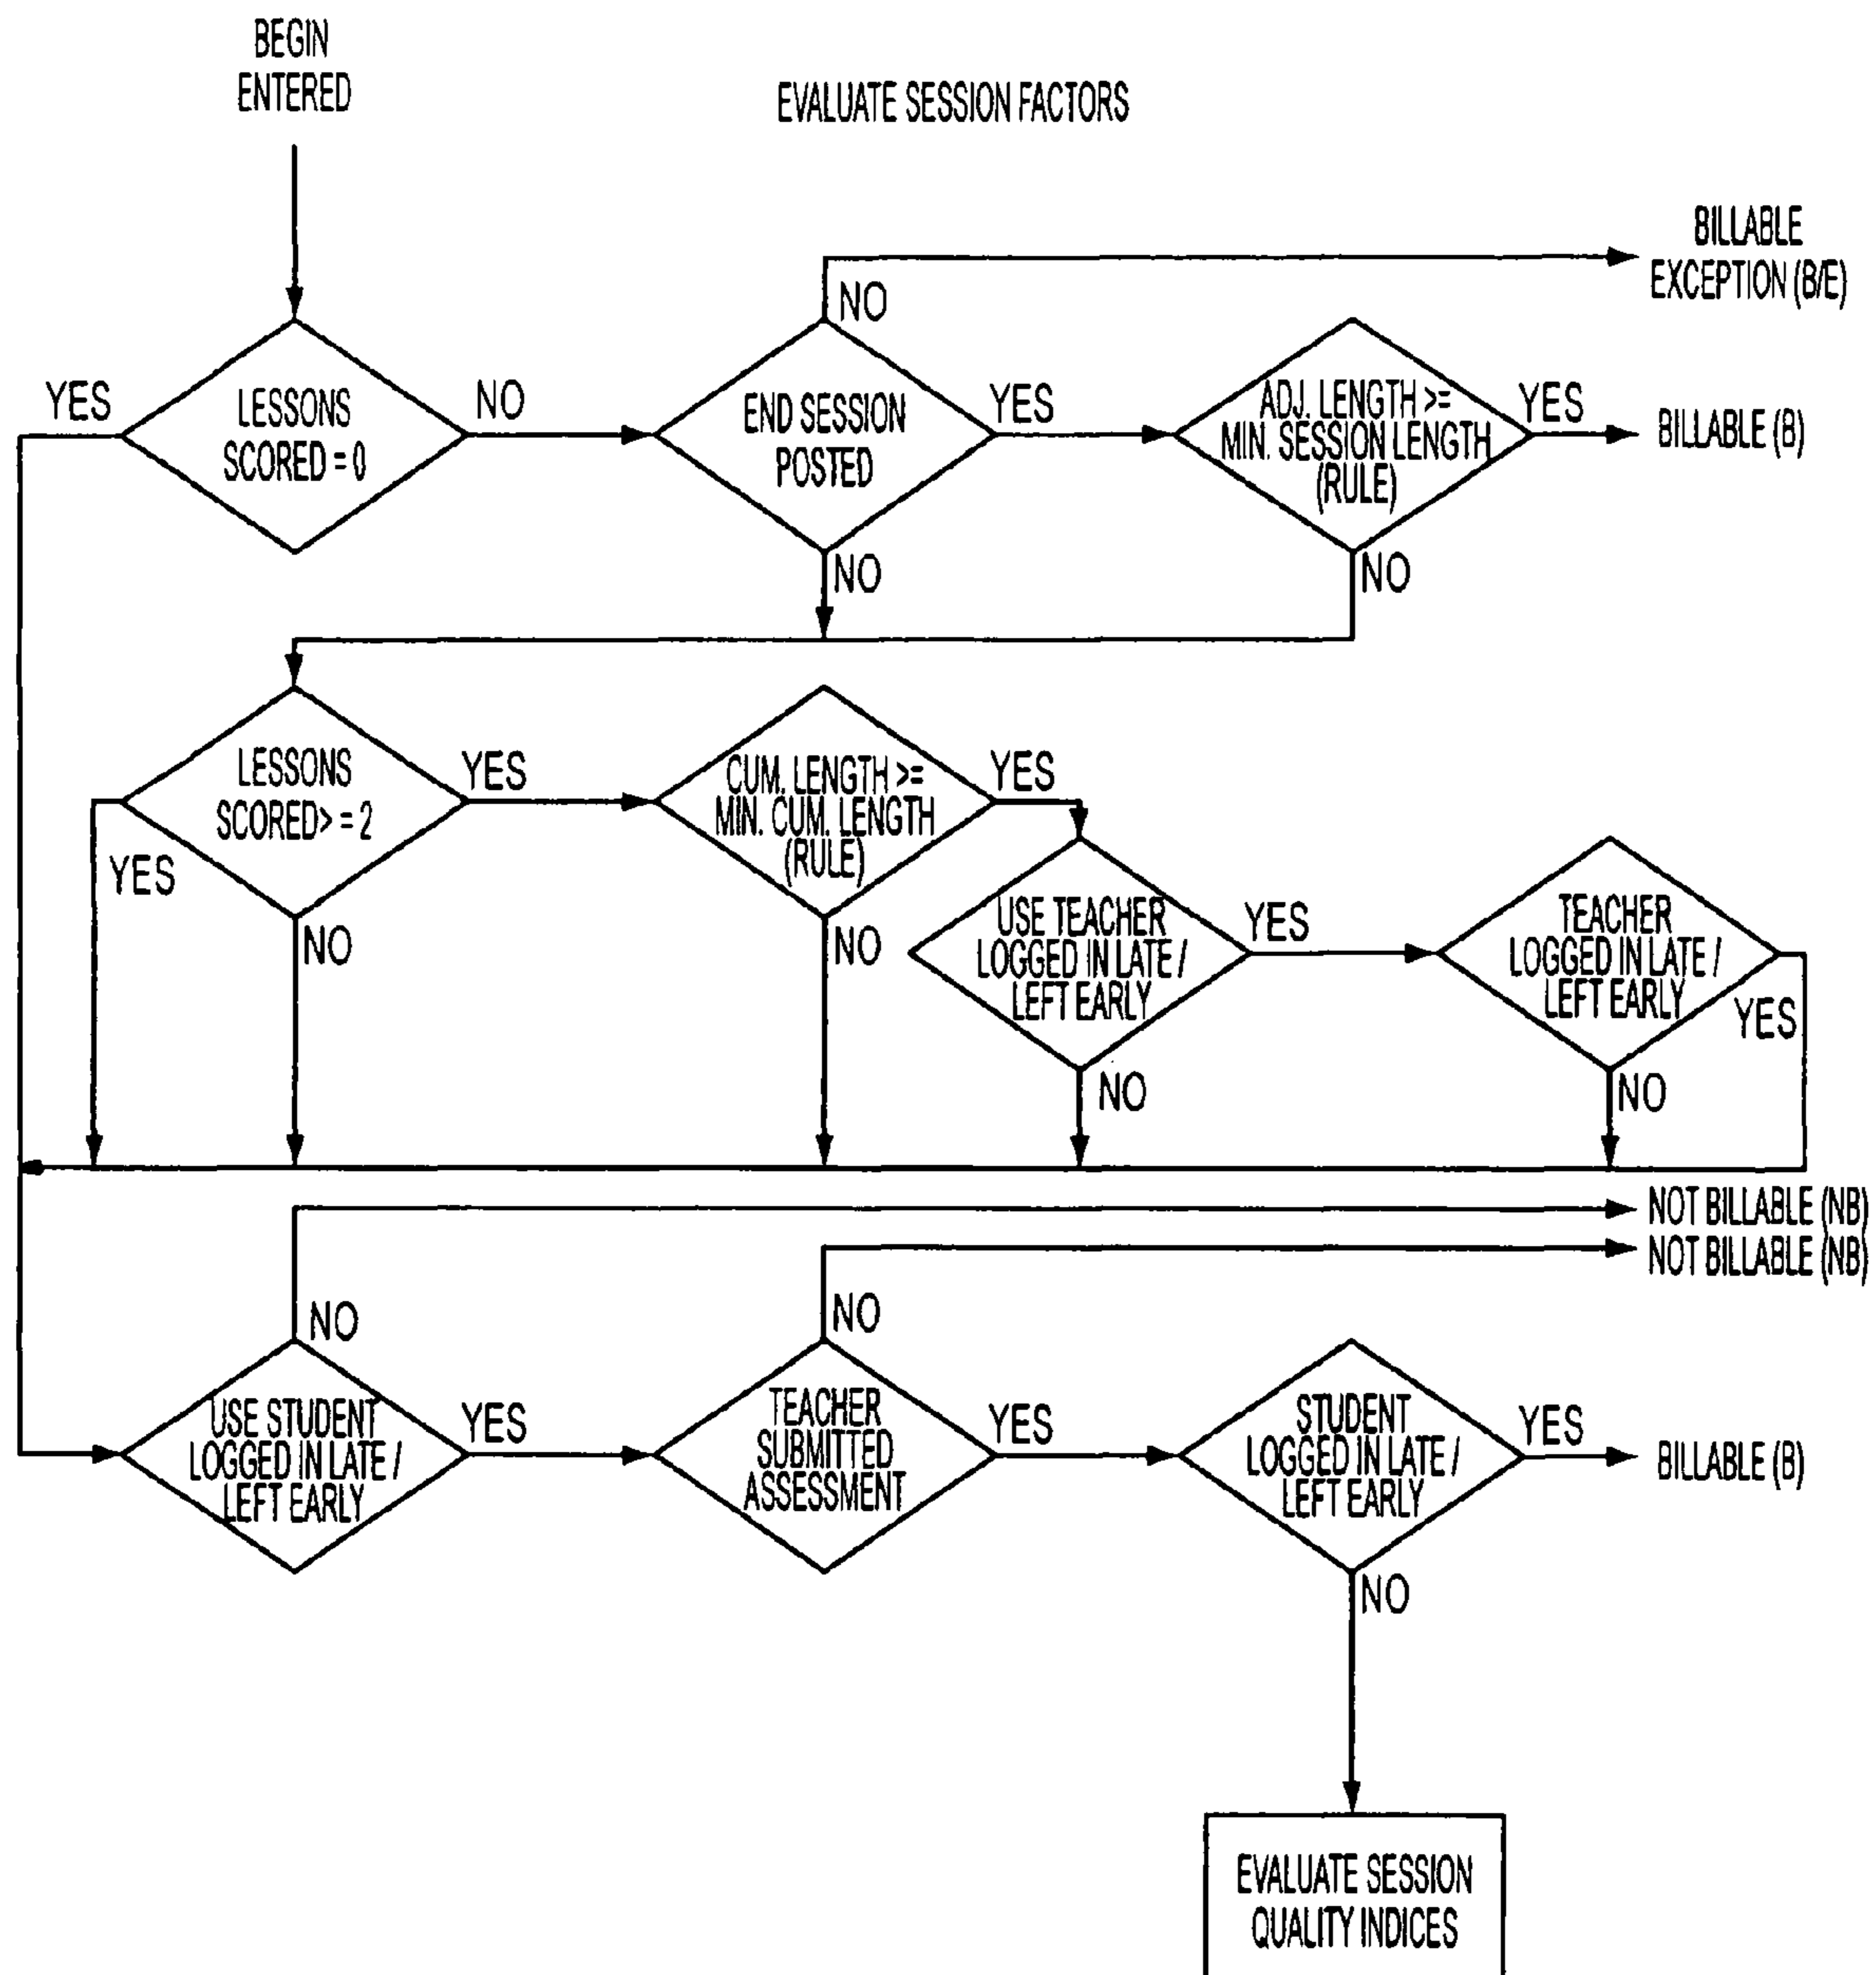 BEGIN
ENTERED
EVALUATE SESSION FACTORS
BILLABLE
EXCEPTION (B/E)
NO
YES
LESSONS
SCORED = 0
NO
END SESSION
POSTED
YES
ADJ. LENGTH >=
MIN. SESSION LENGTH
(RULE)
YES
BILLABLE (B)
NO
NO
LESSONS
SCORED> = 2
YES
YES
NO
CUM. LENGTH >=
MIN. CUM. LENGTH
(RULE)
YES
NO
USE TEACHER
LOGGED IN LATE /
LEFT EARLY
YES
NO
TEACHER
LOGGED IN LATE /
LEFT EARLY
YES
NO
NOT BILLABLE (NB)
NOT BILLABLE (NB)
NO
NO
USE STUDENT
LOGGED IN LATE /
LEFT EARLY
YES
TEACHER
SUBMITTED
ASSESSMENT
YES
STUDENT
LOGGED IN LATE /
LEFT EARLY
YES
BILLABLE (B)
NO
EVALUATE SESSION
QUALITY INDICES